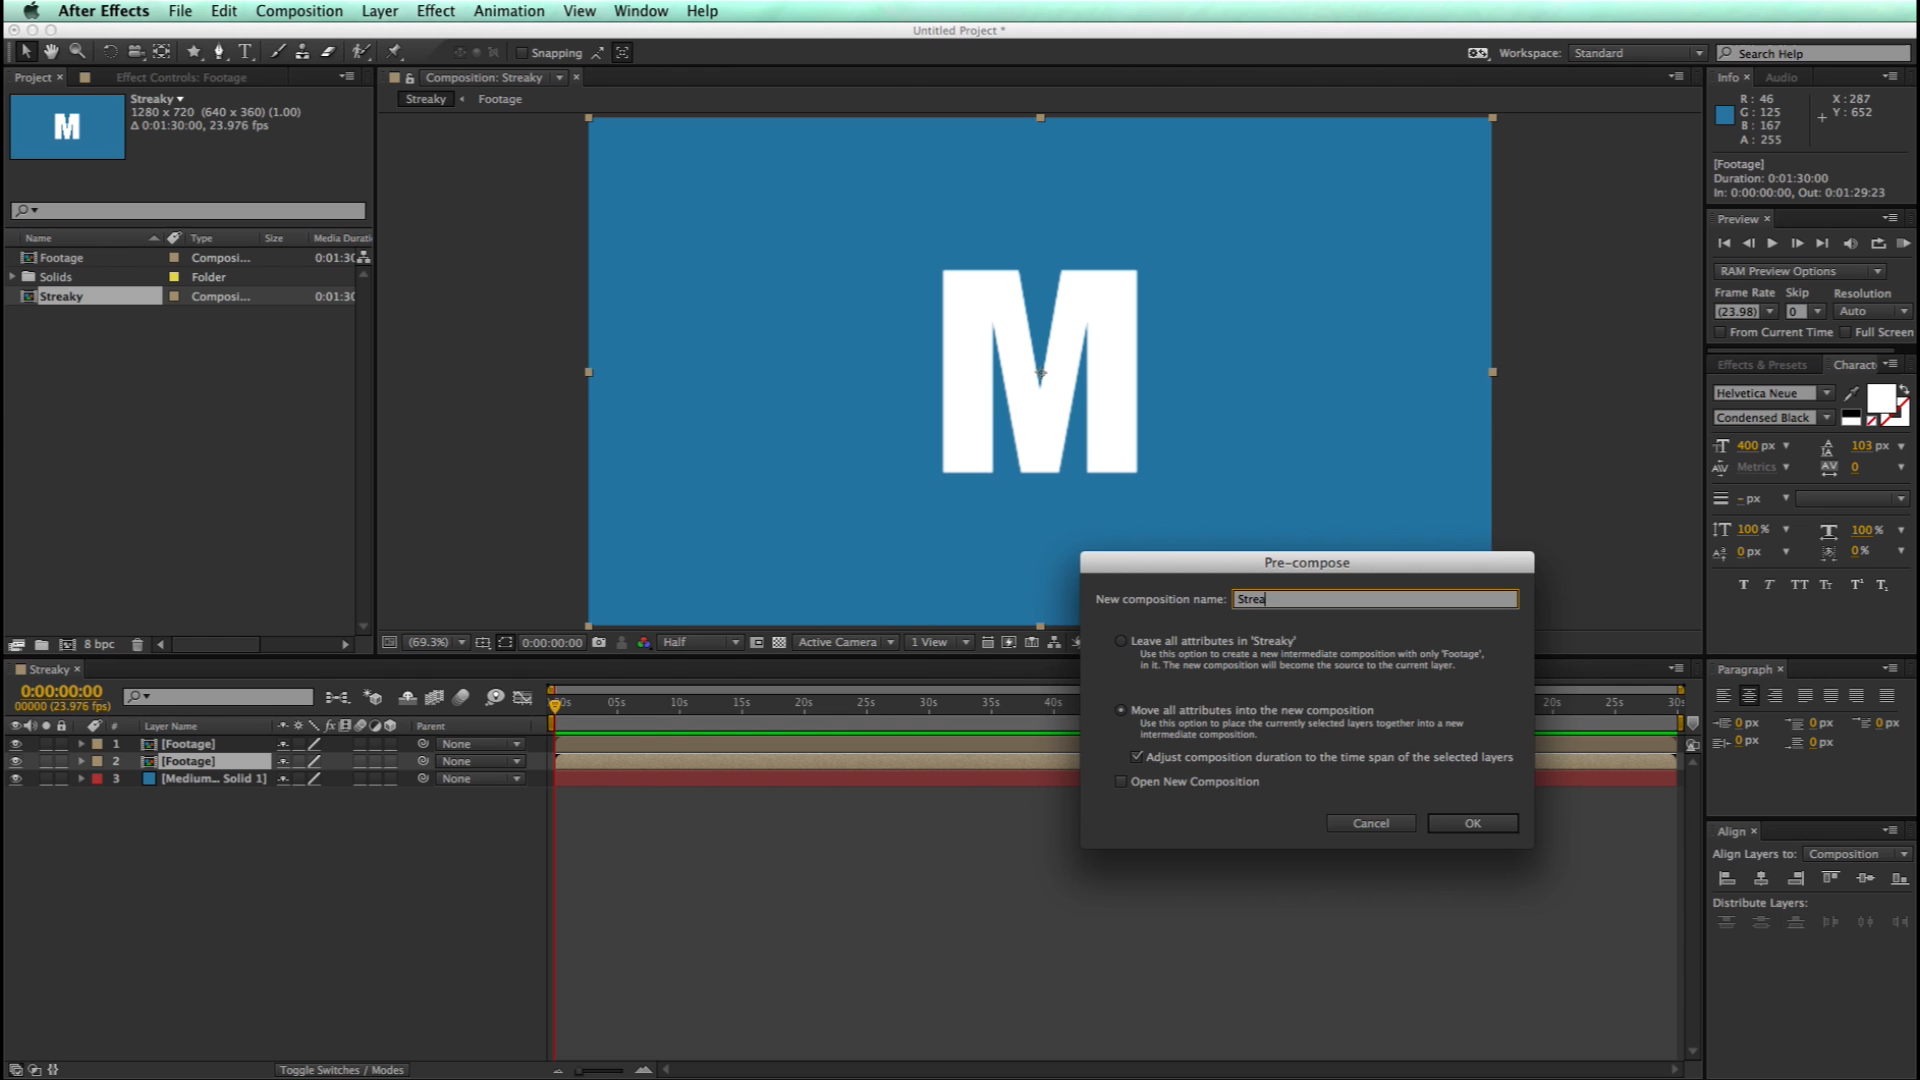 After Effects File Edit Composition Layer Effect Animation View Window Help
Untitled Project *
Snapping
Workspace: Standard
Search Help
Project × Effect Controls: Footage
Streaky
1280 x 720 (640 x 360) (1.00)
Δ 0:01:30:00, 23.976 fps
Name Type Size Media Durati
Footage Composi... 0:01:30
Solids Folder
Streaky Composi... 0:01:30
8 bpc
Composition: Streaky ×
Streaky Footage
M
M
(69.3%) 0:00:00:00 Half Active Camera 1 View
Info × Audio
R: 46
G: 125
B: 167
A: 255
X: 287
Y: 652
[Footage]
Duration: 0:01:30:00
In: 0:00:00:00, Out: 0:01:29:23
Preview ×
RAM Preview Options
Frame Rate Skip Resolution
(23.98) 0 Auto
From Current Time Full Screen
Effects & Presets Charact
Helvetica Neue
Condensed Black
400 px 103 px
Metrics 0
- px
100% 100%
0 px 0%
T T TT Tт T¹ T₁
Pre-compose
New composition name: Strea
Leave all attributes in 'Streaky'
Use this option to create a new intermediate composition with only 'Footage',
in it. The new composition will become the source to the current layer.
Move all attributes into the new composition
Use this option to place the currently selected layers together into a new
intermediate composition.
Adjust composition duration to the time span of the selected layers
Open New Composition
Cancel OK
Streaky ×
0:00:00:00
00000 (23.976 fps)
05s 10s 15s 20s 25s 30s 35s 40s 20s 25s 30s
# Layer Name Parent
1 [Footage] None
2 [Footage] None
3 [Medium... Solid 1] None
Toggle Switches / Modes
Paragraph ×
0 px 0 px 0 px
0 px 0 px
Align ×
Align Layers to: Composition
Distribute Layers: